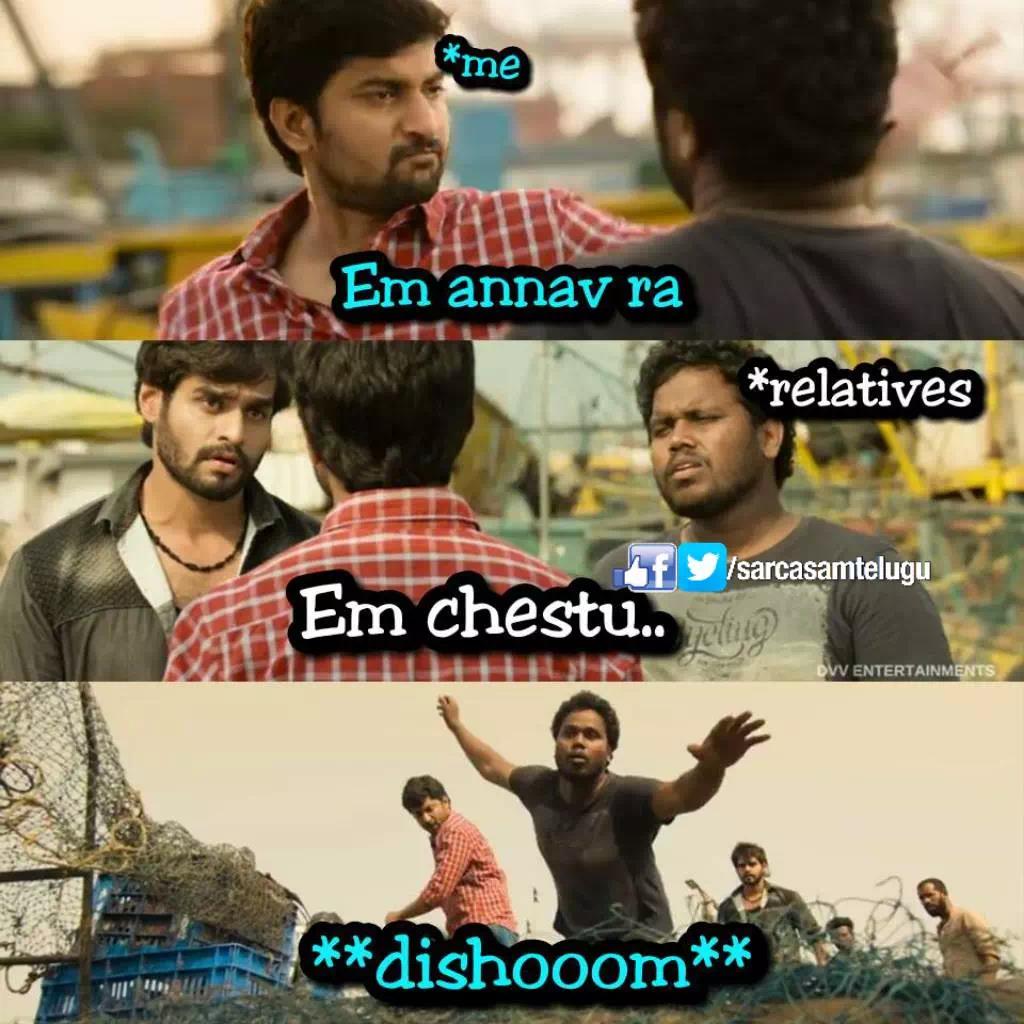 *me
Em annav ra
*relatives
f /sarcasamtelugu
Em chestu..
DVV ENTERTAINMENTS
**dishooom**